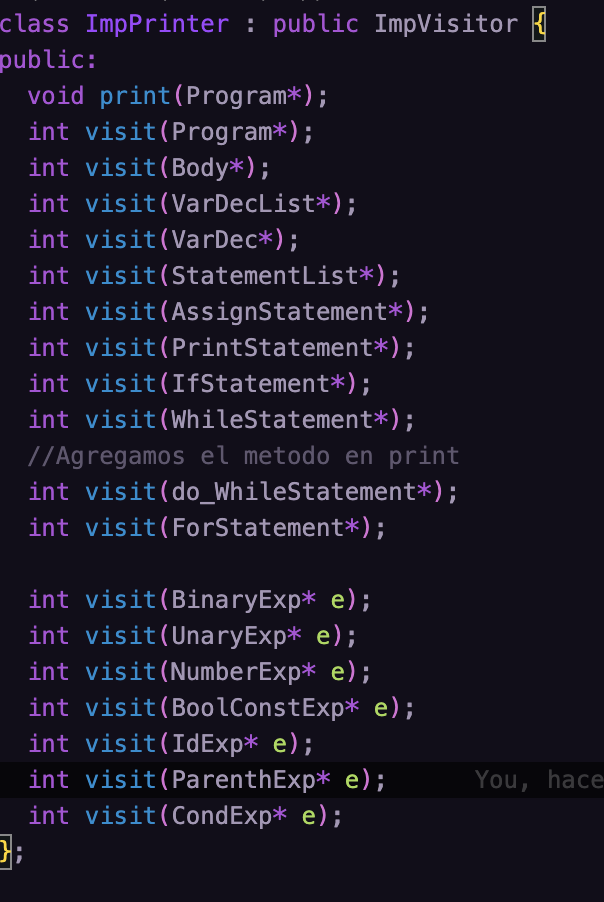 class ImpPrinter : public ImpVisitor {
public:
  void print(Program*);
  int visit(Program*);
  int visit(Body*);
  int visit(VarDecList*);
  int visit(VarDec*);
  int visit(StatementList*);
  int visit(AssignStatement*);
  int visit(PrintStatement*);
  int visit(IfStatement*);
  int visit(WhileStatement*);
  //Agregamos el metodo en print
  int visit(do_WhileStatement*);
  int visit(ForStatement*);

  int visit(BinaryExp* e);
  int visit(UnaryExp* e);
  int visit(NumberExp* e);
  int visit(BoolConstExp* e);
  int visit(IdExp* e);
  int visit(ParenthExp* e); You, hace
  int visit(CondExp* e);
};